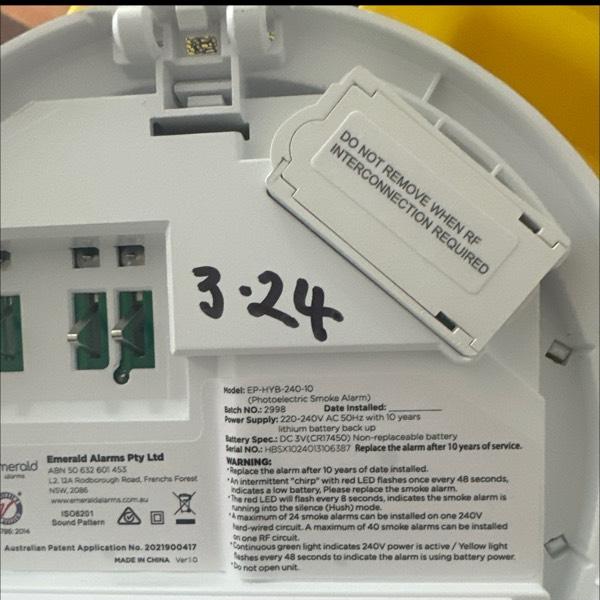 DO NOT REMOVE WHEN RF
INTERCONNECTION REQUIRED
3.24
Model: EP-HYB-240-10
(Photoelectric Smoke Alarm)
Batch NO.: 2998 Date Installed:
Power Supply: 220-240V AC 50Hz with 10 years
lithium battery back up
Battery Spec.: DC 3V(CR17450) Non-replaceable battery
Serial NO.: HBSX1024013106387 Replace the alarm after 10 years of service.
WARNING:
*Replace the alarm after 10 years of date installed.
*An intermittent "chirp" with red LED flashes once every 48 seconds,
indicates a low battery, Please replace the smoke alarm.
*The red LED will flash every 8 seconds, indicates the smoke alarm is
running into the silence (Hush) mode.
*A maximum of 24 smoke alarms can be installed on one 240V
hard-wired circuit. A maximum of 40 smoke alarms can be installed
on one RF circuit.
*Continuous green light indicates 240V power is active / Yellow light
flashes every 48 seconds to indicate the alarm is using battery power.
*Do not open unit.
merald
alarms
Emerald Alarms Pty Ltd
ABN 50 632 601 453
L2, 12A Rodborough Road, Frenchs Forest
NSW, 2086
www.emeraldalarms.com.au
ISO8201
Sound Pattern
786: 2014
Australian Patent Application No. 2021900417
MADE IN CHINA Ver1.0